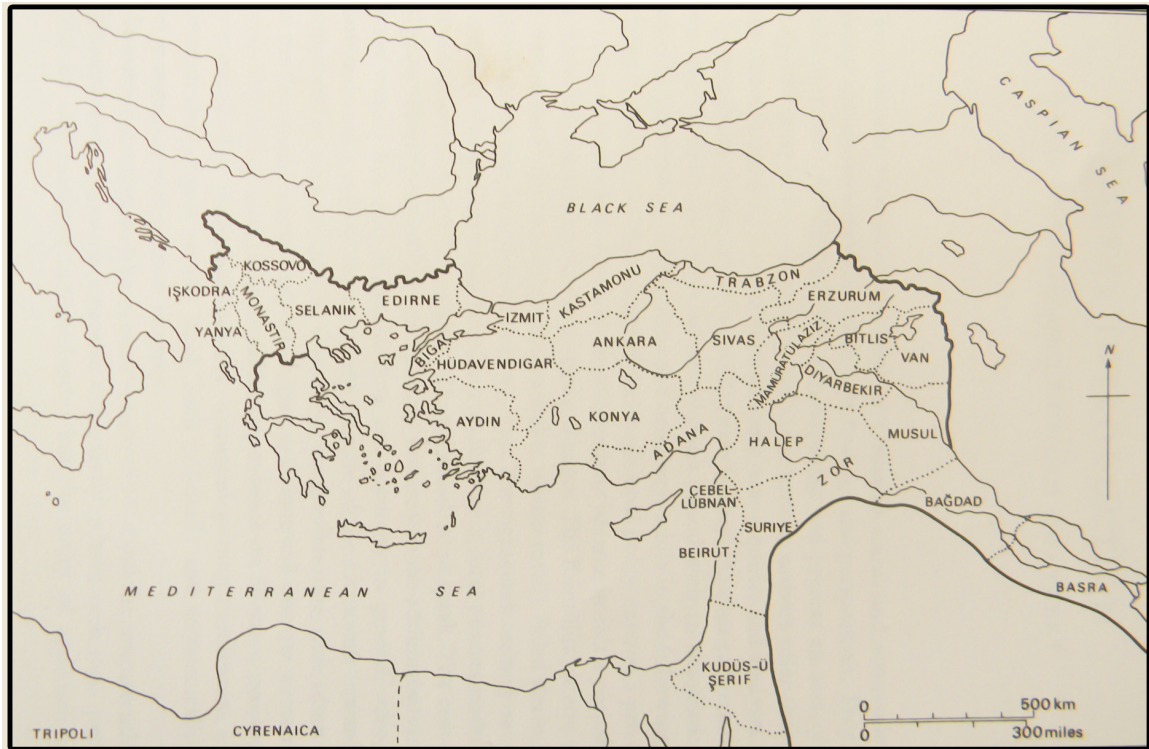 CASPIAN SEA
BLACK SEA
KOSSOVO
IŞKODRA
MONASTIR
SELANIK
EDIRNE
YANYA
IZMIT
KASTAMONU
TRABZON
ERZURUM
BIGA
HÜDAVENDIGAR
ANKARA
SIVAS
MAMURATULAZIZ
BITLIS
VAN
DIYARBEKIR
N
AYDIN
KONYA
ADANA
HALEP
MUSUL
ZOR
ÇEBEL-
LÜBNAN
SURIYE
BAĞDAD
BEIRUT
BASRA
MEDITERRANEAN SEA
KUDÜS-Ü
ŞERIF
TRIPOLI
CYRENAICA
0 500 km
0 300 miles